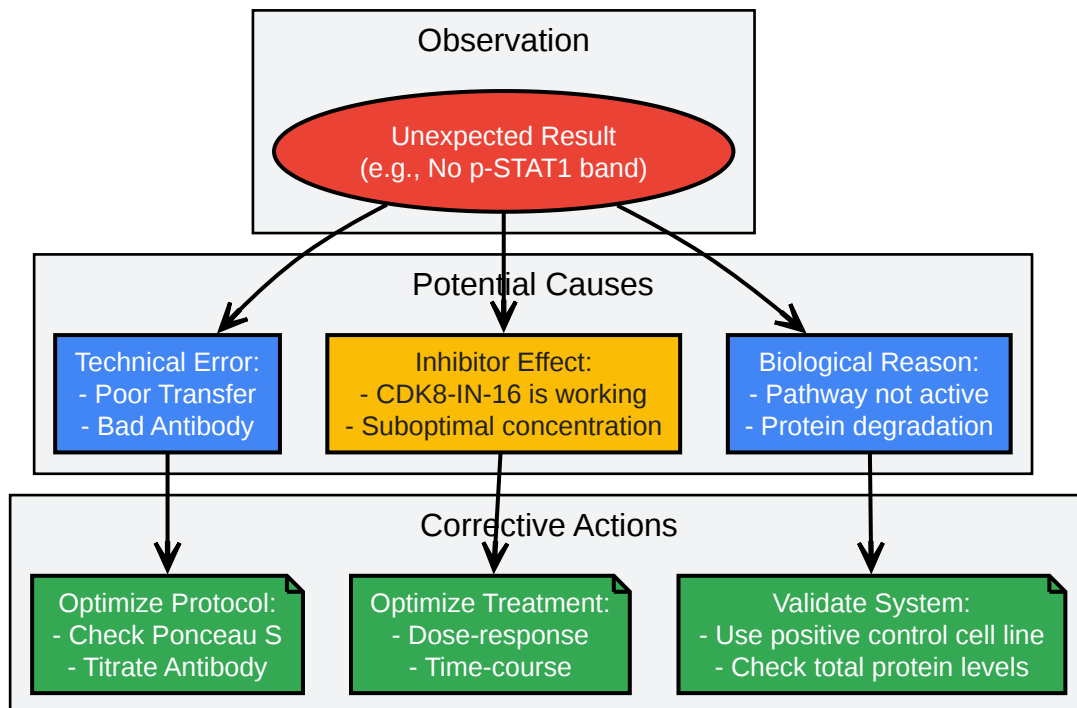 Observation
Unexpected Result
(e.g., No p-STAT1 band)
Potential Causes
Technical Error:
- Poor Transfer
- Bad Antibody
Inhibitor Effect:
- CDK8-IN-16 is working
- Suboptimal concentration
Biological Reason:
- Pathway not active
- Protein degradation
Corrective Actions
Optimize Protocol:
- Check Ponceau S
- Titrate Antibody
Optimize Treatment:
- Dose-response
- Time-course
Validate System:
- Use positive control cell line
- Check total protein levels